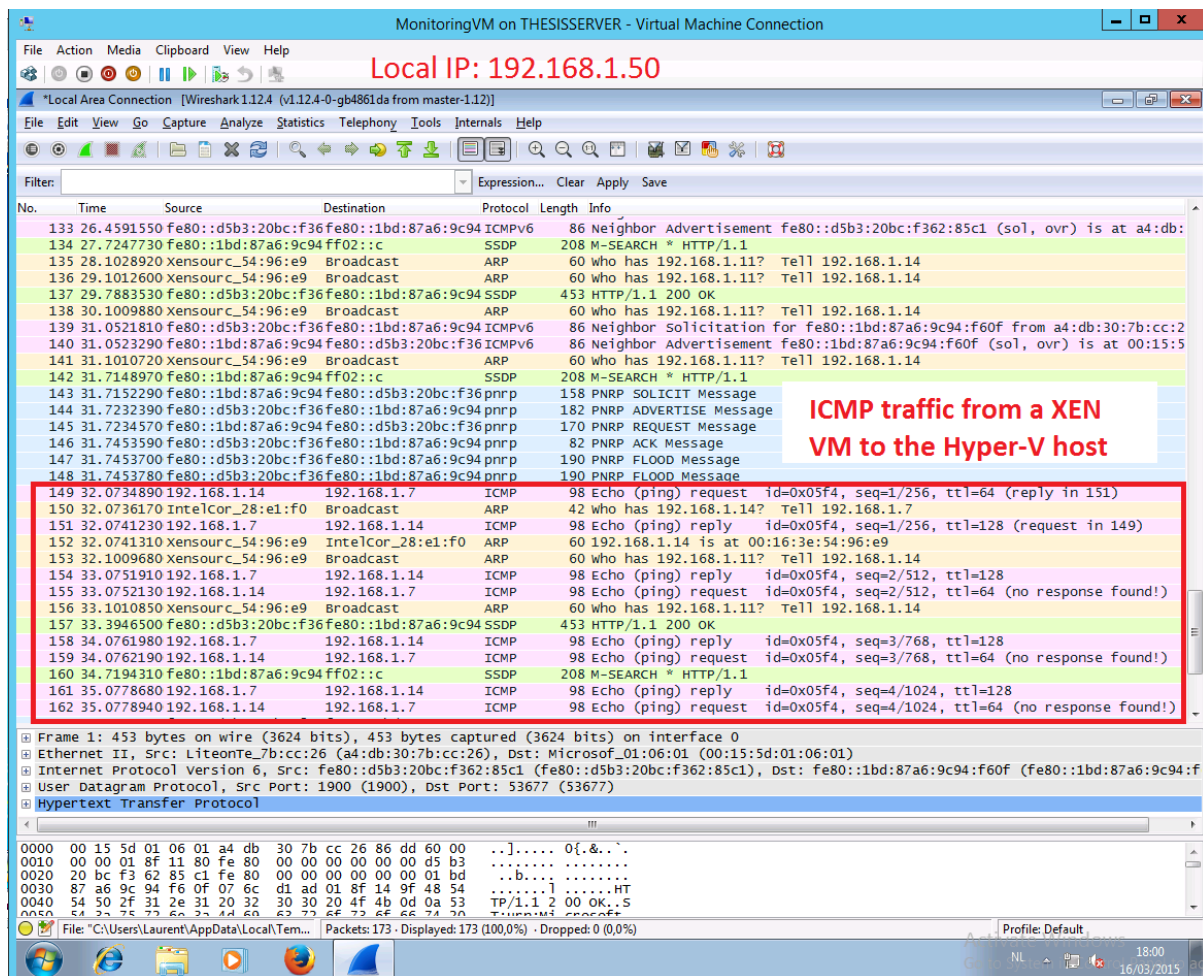 MonitoringVM on THESISSERVER - Virtual Machine Connection
File Action Media Clipboard View Help
Local IP: 192.168.1.50
*Local Area Connection [Wireshark 1.12.4 (v1.12.4-0-gb4861da from master-1.12)]
File Edit View Go Capture Analyze Statistics Telephony Tools Internals Help
Filter: Expression... Clear Apply Save
No. Time Source Destination Protocol Length Info
133 26.4591550 fe80::d5b3:20bc:f36 fe80::1bd:87a6:9c94 ICMPv6 86 Neighbor Advertisement fe80::d5b3:20bc:f362:85c1 (sol, ovr) is at a4:db:
134 27.7247730 fe80::1bd:87a6:9c94 ff02::c SSDP 208 M-SEARCH * HTTP/1.1
135 28.1028920 Xensourc_54:96:e9 Broadcast ARP 60 Who has 192.168.1.11? Tell 192.168.1.14
136 29.1012600 Xensourc_54:96:e9 Broadcast ARP 60 Who has 192.168.1.11? Tell 192.168.1.14
137 29.7883530 fe80::d5b3:20bc:f36 fe80::1bd:87a6:9c94 SSDP 453 HTTP/1.1 200 OK
138 30.1009880 Xensourc_54:96:e9 Broadcast ARP 60 Who has 192.168.1.11? Tell 192.168.1.14
139 31.0521810 fe80::d5b3:20bc:f36 fe80::1bd:87a6:9c94 ICMPv6 86 Neighbor Solicitation for fe80::1bd:87a6:9c94:f60f from a4:db:30:7b:cc:2
140 31.0523290 fe80::1bd:87a6:9c94 fe80::d5b3:20bc:f36 ICMPv6 86 Neighbor Advertisement fe80::1bd:87a6:9c94:f60f (sol, ovr) is at 00:15:5
141 31.1010720 Xensourc_54:96:e9 Broadcast ARP 60 Who has 192.168.1.11? Tell 192.168.1.14
142 31.7148970 fe80::1bd:87a6:9c94 ff02::c SSDP 208 M-SEARCH * HTTP/1.1
143 31.7152290 fe80::1bd:87a6:9c94 fe80::d5b3:20bc:f36 pnrp 158 PNRP SOLICIT Message
144 31.7232390 fe80::d5b3:20bc:f36 fe80::1bd:87a6:9c94 pnrp 182 PNRP ADVERTISE Message
145 31.7234570 fe80::1bd:87a6:9c94 fe80::d5b3:20bc:f36 pnrp 170 PNRP REQUEST Message
146 31.7453590 fe80::d5b3:20bc:f36 fe80::1bd:87a6:9c94 pnrp 82 PNRP ACK Message
147 31.7453700 fe80::d5b3:20bc:f36 fe80::1bd:87a6:9c94 pnrp 190 PNRP FLOOD Message
148 31.7453780 fe80::d5b3:20bc:f36 fe80::1bd:87a6:9c94 pnrp 190 PNRP FLOOD Message
ICMP traffic from a XEN
VM to the Hyper-V host
149 32.0734890 192.168.1.14 192.168.1.7 ICMP 98 Echo (ping) request id=0x05f4, seq=1/256, ttl=64 (reply in 151)
150 32.0736170 IntelCor_28:e1:f0 Broadcast ARP 42 Who has 192.168.1.14? Tell 192.168.1.7
151 32.0741230 192.168.1.7 192.168.1.14 ICMP 98 Echo (ping) reply id=0x05f4, seq=1/256, ttl=128 (request in 149)
152 32.0741310 Xensourc_54:96:e9 IntelCor_28:e1:f0 ARP 60 192.168.1.14 is at 00:16:3e:54:96:e9
153 32.1009680 Xensourc_54:96:e9 Broadcast ARP 60 Who has 192.168.1.11? Tell 192.168.1.14
154 33.0751910 192.168.1.7 192.168.1.14 ICMP 98 Echo (ping) reply id=0x05f4, seq=2/512, ttl=128
155 33.0752130 192.168.1.14 192.168.1.7 ICMP 98 Echo (ping) request id=0x05f4, seq=2/512, ttl=64 (no response found!)
156 33.1010850 Xensourc_54:96:e9 Broadcast ARP 60 Who has 192.168.1.11? Tell 192.168.1.14
157 33.3946500 fe80::d5b3:20bc:f36 fe80::1bd:87a6:9c94 SSDP 453 HTTP/1.1 200 OK
158 34.0761980 192.168.1.7 192.168.1.14 ICMP 98 Echo (ping) reply id=0x05f4, seq=3/768, ttl=128
159 34.0762190 192.168.1.14 192.168.1.7 ICMP 98 Echo (ping) request id=0x05f4, seq=3/768, ttl=64 (no response found!)
160 34.7194310 fe80::1bd:87a6:9c94 ff02::c SSDP 208 M-SEARCH * HTTP/1.1
161 35.0778680 192.168.1.7 192.168.1.14 ICMP 98 Echo (ping) reply id=0x05f4, seq=4/1024, ttl=128
162 35.0778940 192.168.1.14 192.168.1.7 ICMP 98 Echo (ping) request id=0x05f4, seq=4/1024, ttl=64 (no response found!)
Frame 1: 453 bytes on wire (3624 bits), 453 bytes captured (3624 bits) on interface 0
Ethernet II, Src: LiteonTe_7b:cc:26 (a4:db:30:7b:cc:26), Dst: Microsof_01:06:01 (00:15:5d:01:06:01)
Internet Protocol Version 6, Src: fe80::d5b3:20bc:f362:85c1 (fe80::d5b3:20bc:f362:85c1), Dst: fe80::1bd:87a6:9c94:f60f (fe80::1bd:87a6:9c94:f
User Datagram Protocol, Src Port: 1900 (1900), Dst Port: 53677 (53677)
Hypertext Transfer Protocol
0000 00 15 5d 01 06 01 a4 db 30 7b cc 26 86 dd 60 00 ..]..... 0{.&..`.
0010 00 00 01 8f 11 80 fe 80 00 00 00 00 00 00 d5 b3 ........ ........
0020 20 bc f3 62 85 c1 fe 80 00 00 00 00 00 00 01 bd ..b.... ........
0030 87 a6 9c 94 f6 0f 07 6c d1 ad 01 8f 14 9f 48 54 .......l ......HT
0040 54 50 2f 31 2e 31 20 32 30 30 20 4f 4b 0d 0a 53 TP/1.1 2 00 OK..S
0050 54 3a 75 72 6e 3a 4d 69 63 72 6f 73 6f 66 74 20 T:urn:Mi crosoft
File: "C:\Users\Laurent\AppData\Local\Tem... Packets: 173 · Displayed: 173 (100,0%) · Dropped: 0 (0,0%) Profile: Default
Activate Windows
NL
18:00
16/03/2015